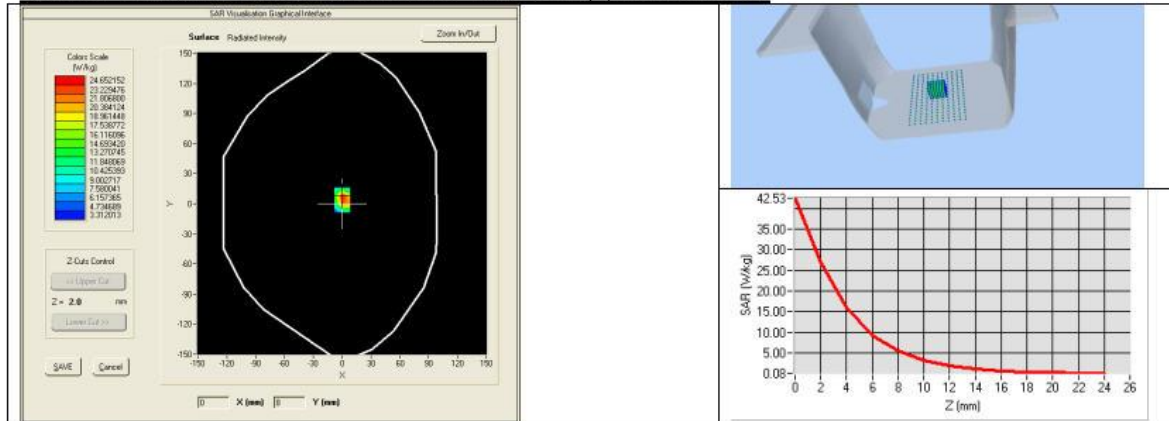 SAR Visualisation Graphical Interface
Surface Radiated Intensity
Zoom In/Out
Colors Scale
(W/kg)
24.652152
23.229476
21.806800
20.384124
18.961448
17.538772
16.116096
14.693420
13.270745
11.848069
10.425393
9.002717
7.580041
6.157365
4.734689
3.312013
Z-Cuts Control
<< Upper Cut
Z = 2.0 mm
Lower Cut >>
SAVE Cancel
150
120
90
60
30
0
-30
-60
-90
-120
-150
Y
-150 -120 -90 -60 -30 0 30 60 90 120 150
X
0 X (mm) 8 Y (mm)
42.53
35.00
30.00
25.00
20.00
15.00
10.00
5.00
0.08
SAR (W/kg)
0 2 4 6 8 10 12 14 16 18 20 22 24 26
Z (mm)